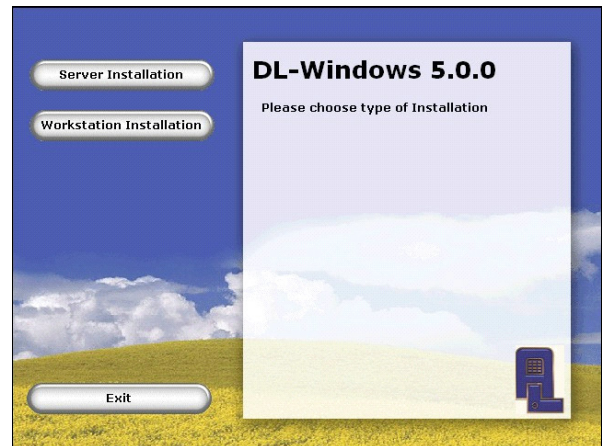 Server Installation
Workstation Installation
DL-Windows 5.0.0
Please choose type of Installation
Exit